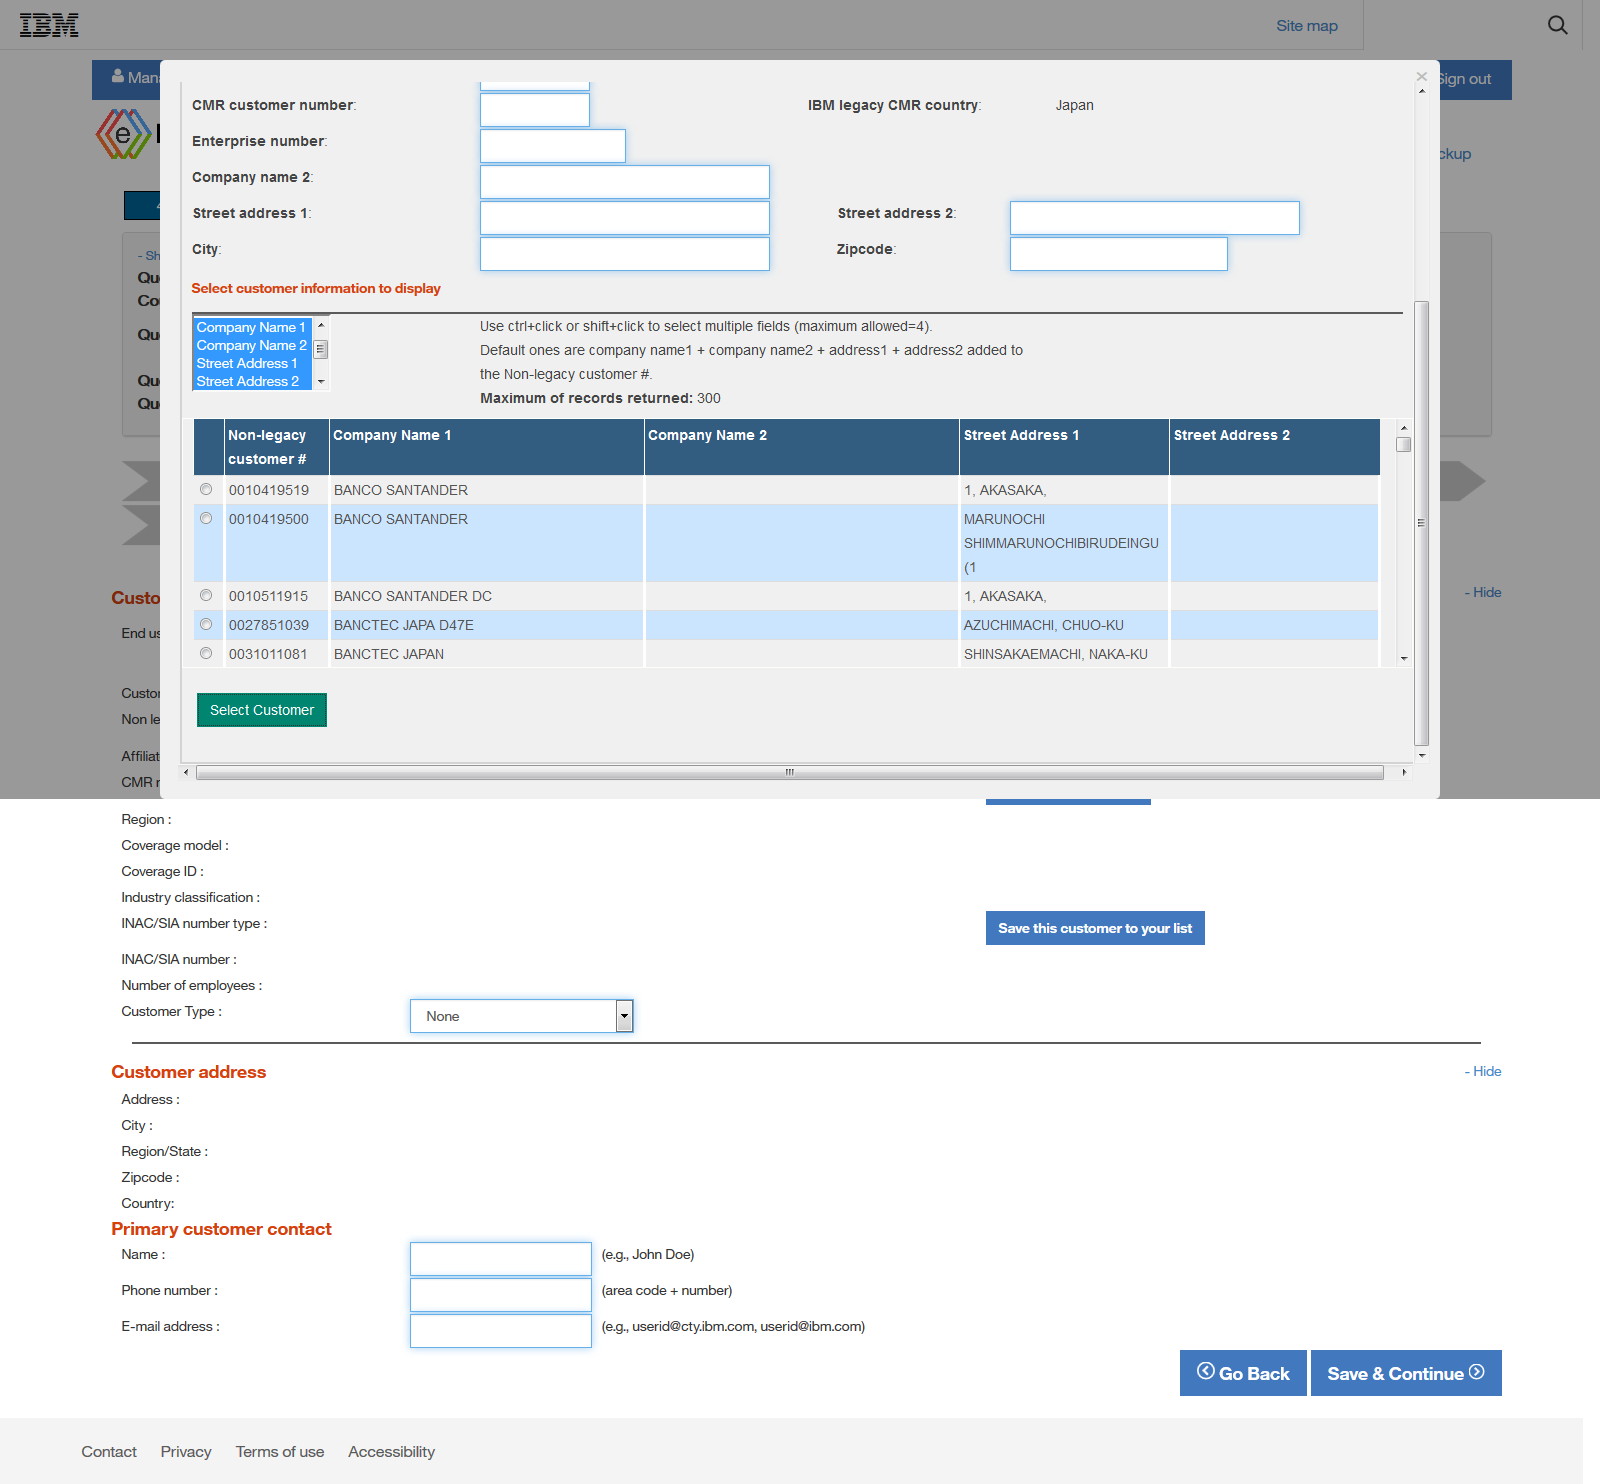 IBM
Site map
Mana
Sign out
×
CMR customer number:
IBM legacy CMR country:
Japan
Enterprise number:
Company name 2:
Street address 1:
Street address 2:
City:
Zipcode:
e
ckup
4
- Sh
Qu
Co
Qu
Qu
Qu
Select customer information to display
Company Name 1
Company Name 2
Street Address 1
Street Address 2
Use ctrl+click or shift+click to select multiple fields (maximum allowed=4).
Default ones are company name1 + company name2 + address1 + address2 added to
the Non-legacy customer #.
Maximum of records returned: 300
Non-legacy customer # Company Name 1 Company Name 2 Street Address 1 Street Address 2
0010419519 BANCO SANTANDER 1, AKASAKA,
0010419500 BANCO SANTANDER MARUNOCHI
SHIMMARUNOCHIBIRUDEINGU
(1
0010511915 BANCO SANTANDER DC 1, AKASAKA,
0027851039 BANCTEC JAPA D47E AZUCHIMACHI, CHUO-KU
0031011081 BANCTEC JAPAN SHINSAKAEMACHI, NAKA-KU
Select Customer
Custo
- Hide
End us
Custor
Non le
Affiliat
CMR r
Region :
Coverage model :
Coverage ID :
Industry classification :
INAC/SIA number type :
Save this customer to your list
INAC/SIA number :
Number of employees :
Customer Type :
None
Customer address
- Hide
Address :
City :
Region/State :
Zipcode :
Country:
Primary customer contact
Name :
(e.g., John Doe)
Phone number :
(area code + number)
E-mail address :
(e.g., userid@cty.ibm.com, userid@ibm.com)
Go Back
Save & Continue
Contact Privacy Terms of use Accessibility